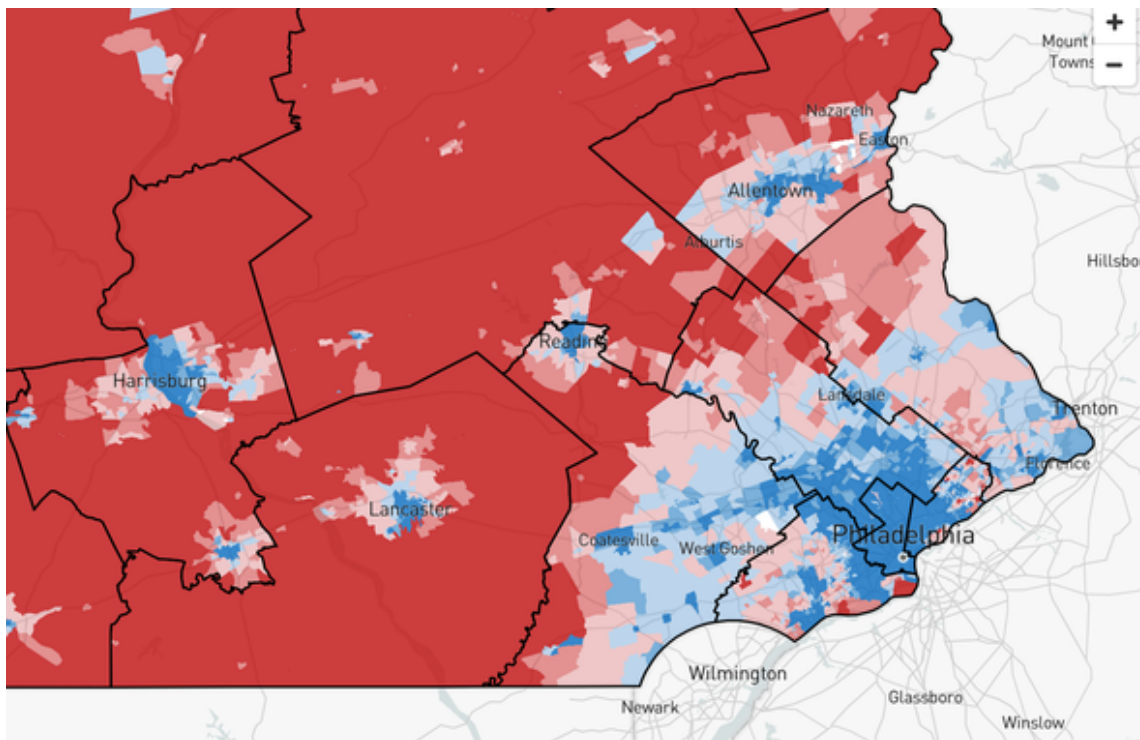 +
Mount
Towns
−
Nazareth
Easton
Allentown
Alburtis
Hillsbo
Reading
Harrisburg
Lansdale
Trenton
Florence
Lancaster
Coatesville
West Goshen
Philadelphia
Wilmington
Newark
Glassboro
Winslow